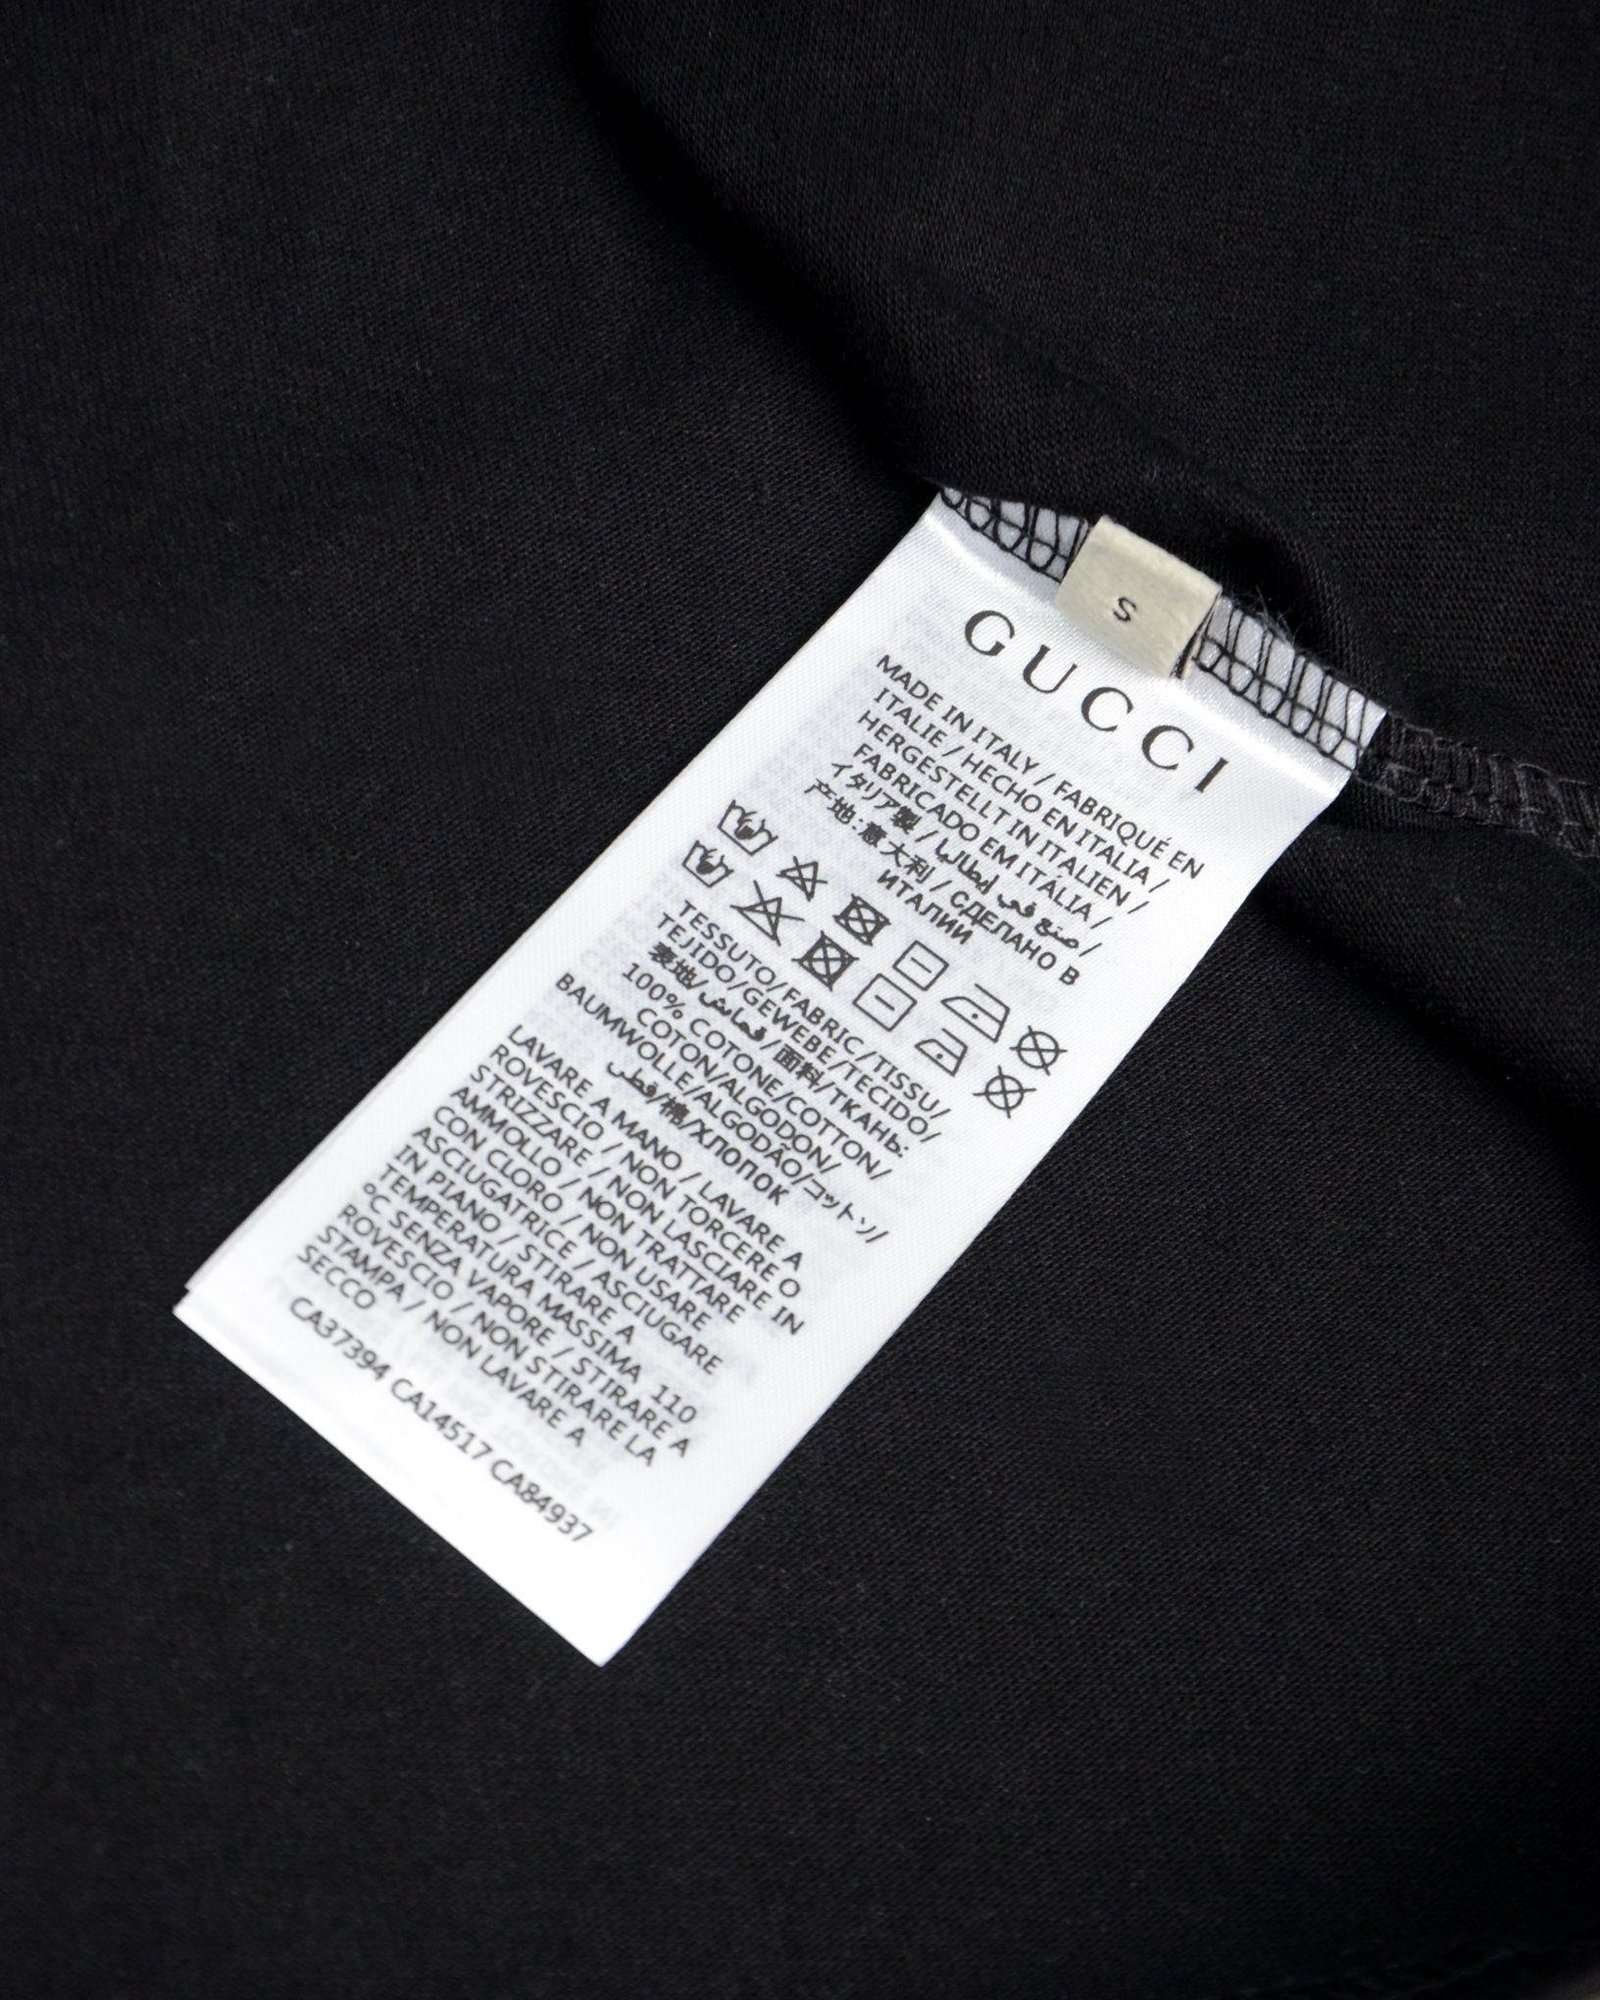 S
GUCCI
MADE IN ITALY / FABRIQUÉ EN
ITALIE / HECHO EN ITALIA /
HERGESTELLT IN ITALIEN /
FABRICADO EM ITÁLIA /
イタリア製 / صنع في إيطاليا /
产地: 意大利 / СДЕЛАНО В
ИТАЛИИ
TESSUTO/FABRIC/TISSU/
TEJIDO/GEWEBE/TECIDO/
表地/قماش/面料/ТКАНЬ:
100% COTONE/COTTON/
COTON/ALGODON/
BAUMWOLLE/ALGODÃO/コットン/
قطن/棉/ХЛОПОК
LAVARE A MANO / LAVARE A
ROVESCIO / NON TORCERE O
STRIZZARE / NON LASCIARE IN
AMMOLLO / NON TRATTARE
CON CLORO / NON USARE
ASCIUGATRICE / ASCIUGARE
IN PIANO / STIRARE A
TEMPERATURA MASSIMA 110
°C SENZA VAPORE / STIRARE A
ROVESCIO / NON STIRARE LA
STAMPA / NON LAVARE A
SECCO
CA37394 CA14517 CA84937